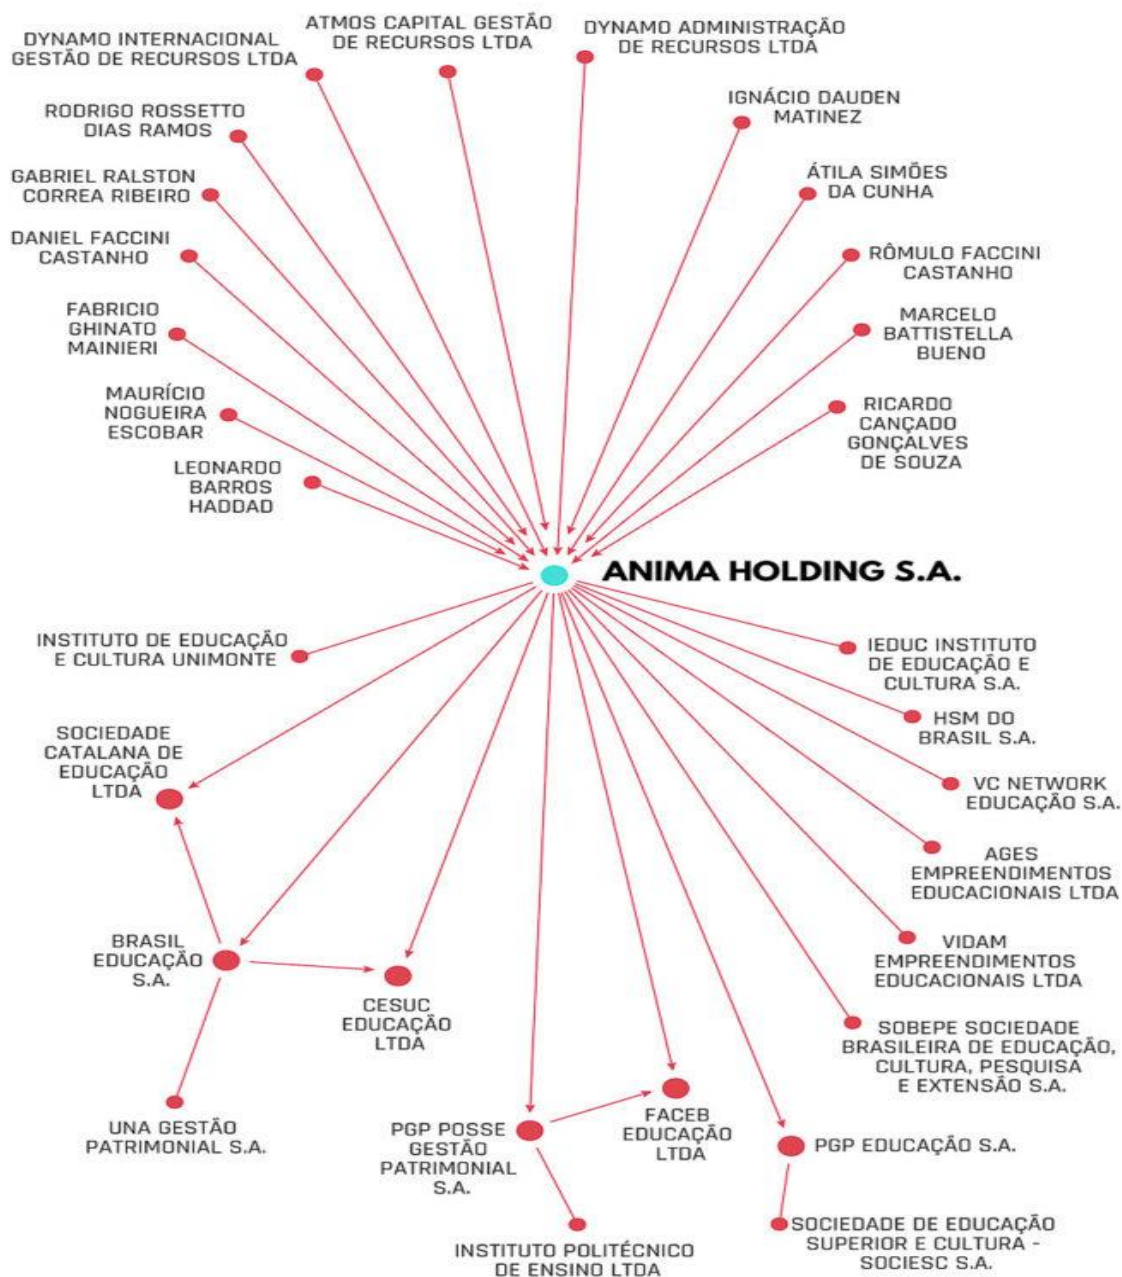 DYNAMO INTERNACIONAL
GESTÃO DE RECURSOS LTDA
ATMOS CAPITAL GESTÃO
DE RECURSOS LTDA
DYNAMO ADMINISTRAÇÃO
DE RECURSOS LTDA
RODRIGO ROSSETTO
DIAS RAMOS
IGNÁCIO DAUDEN
MATINEZ
GABRIEL RALSTON
CORREA RIBEIRO
ÁTILA SIMÕES
DA CUNHA
DANIEL FACCINI
CASTANHO
RÔMULO FACCINI
CASTANHO
FABRICIO
GHINATO
MAINIERI
MARCELO
BATTISTELLA
BUENO
MAURÍCIO
NOGUEIRA
ESCOBAR
RICARDO
CANÇADO
GONÇALVES
DE SOUZA
LEONARDO
BARROS
HADDAD
ANIMA HOLDING S.A.
INSTITUTO DE EDUCAÇÃO
E CULTURA UNIMONTE
IEDUC INSTITUTO
DE EDUCAÇÃO E
CULTURA S.A.
SOCIEDADE
CATALANA DE
EDUCAÇÃO
LTDA
HSM DO
BRASIL S.A.
VC NETWORK
EDUCAÇÃO S.A.
AGES
EMPREENDIMENTOS
EDUCACIONAIS LTDA
BRASIL
EDUCAÇÃO
S.A.
VIDAM
EMPREENDIMENTOS
EDUCACIONAIS LTDA
CESUC
EDUCAÇÃO
LTDA
SOBEPE SOCIEDADE
BRASILEIRA DE EDUCAÇÃO,
CULTURA, PESQUISA
E EXTENSÃO S.A.
UNA GESTÃO
PATRIMONIAL S.A.
PGP POSSE
GESTÃO
PATRIMONIAL
S.A.
FACEB
EDUCAÇÃO
LTDA
PGP EDUCAÇÃO S.A.
INSTITUTO POLITÉCNICO
DE ENSINO LTDA
SOCIEDADE DE EDUCAÇÃO
SUPERIOR E CULTURA -
SOCIESC S.A.